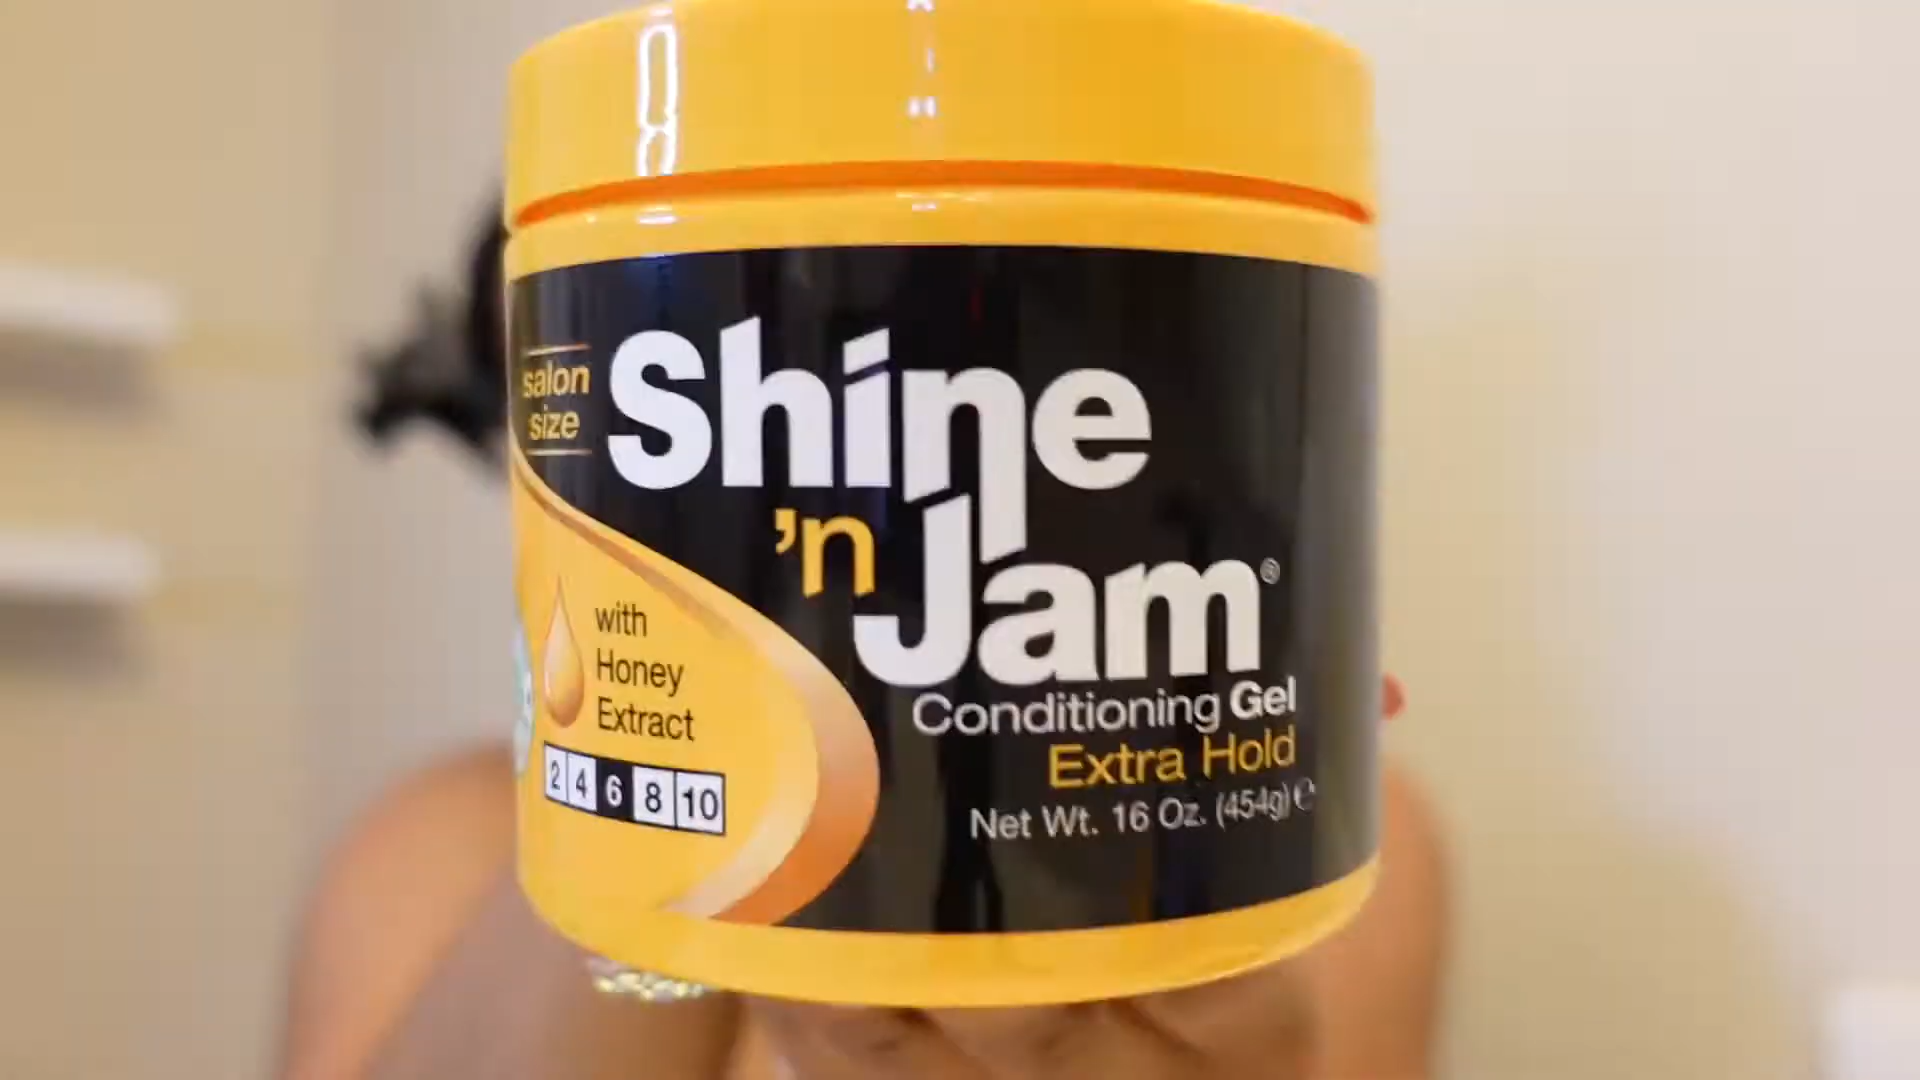 salon
size
Shine
’n
Jam®
Conditioning Gel
Extra Hold
Net Wt. 16 Oz. (454g) ℮
with
Honey
Extract
2 4 6 8 10